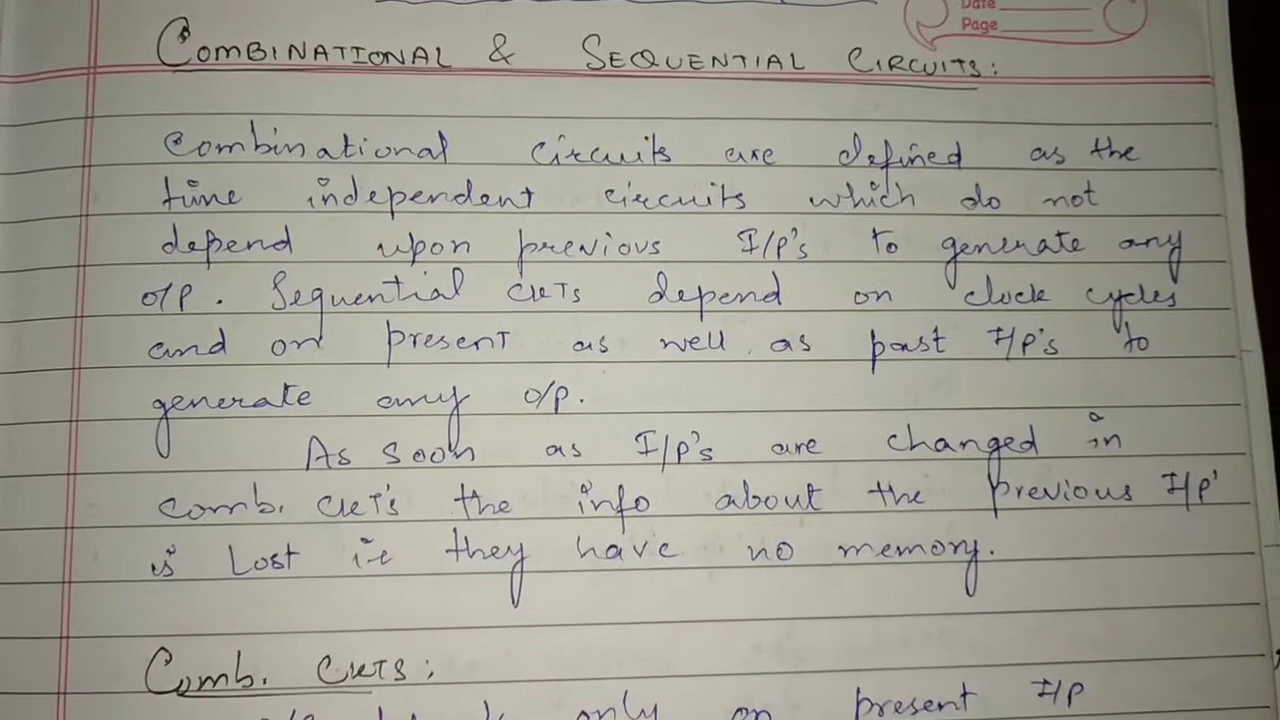 Date
Page
COMBINATIONAL & SEQUENTIAL CIRCUITS:
Combinational circuits are defined as the
time independent circuits which do not
depend upon previous I/P's to generate any
O/P. Sequential CKTS depend on clock cycles
and on present as well as past I/P's to
generate any O/P.
As soon as I/P's are changed in
comb. CKT's the info about the previous I/P'
is Lost i.e they have no memory.
Comb. CKTS:
only on present I/P